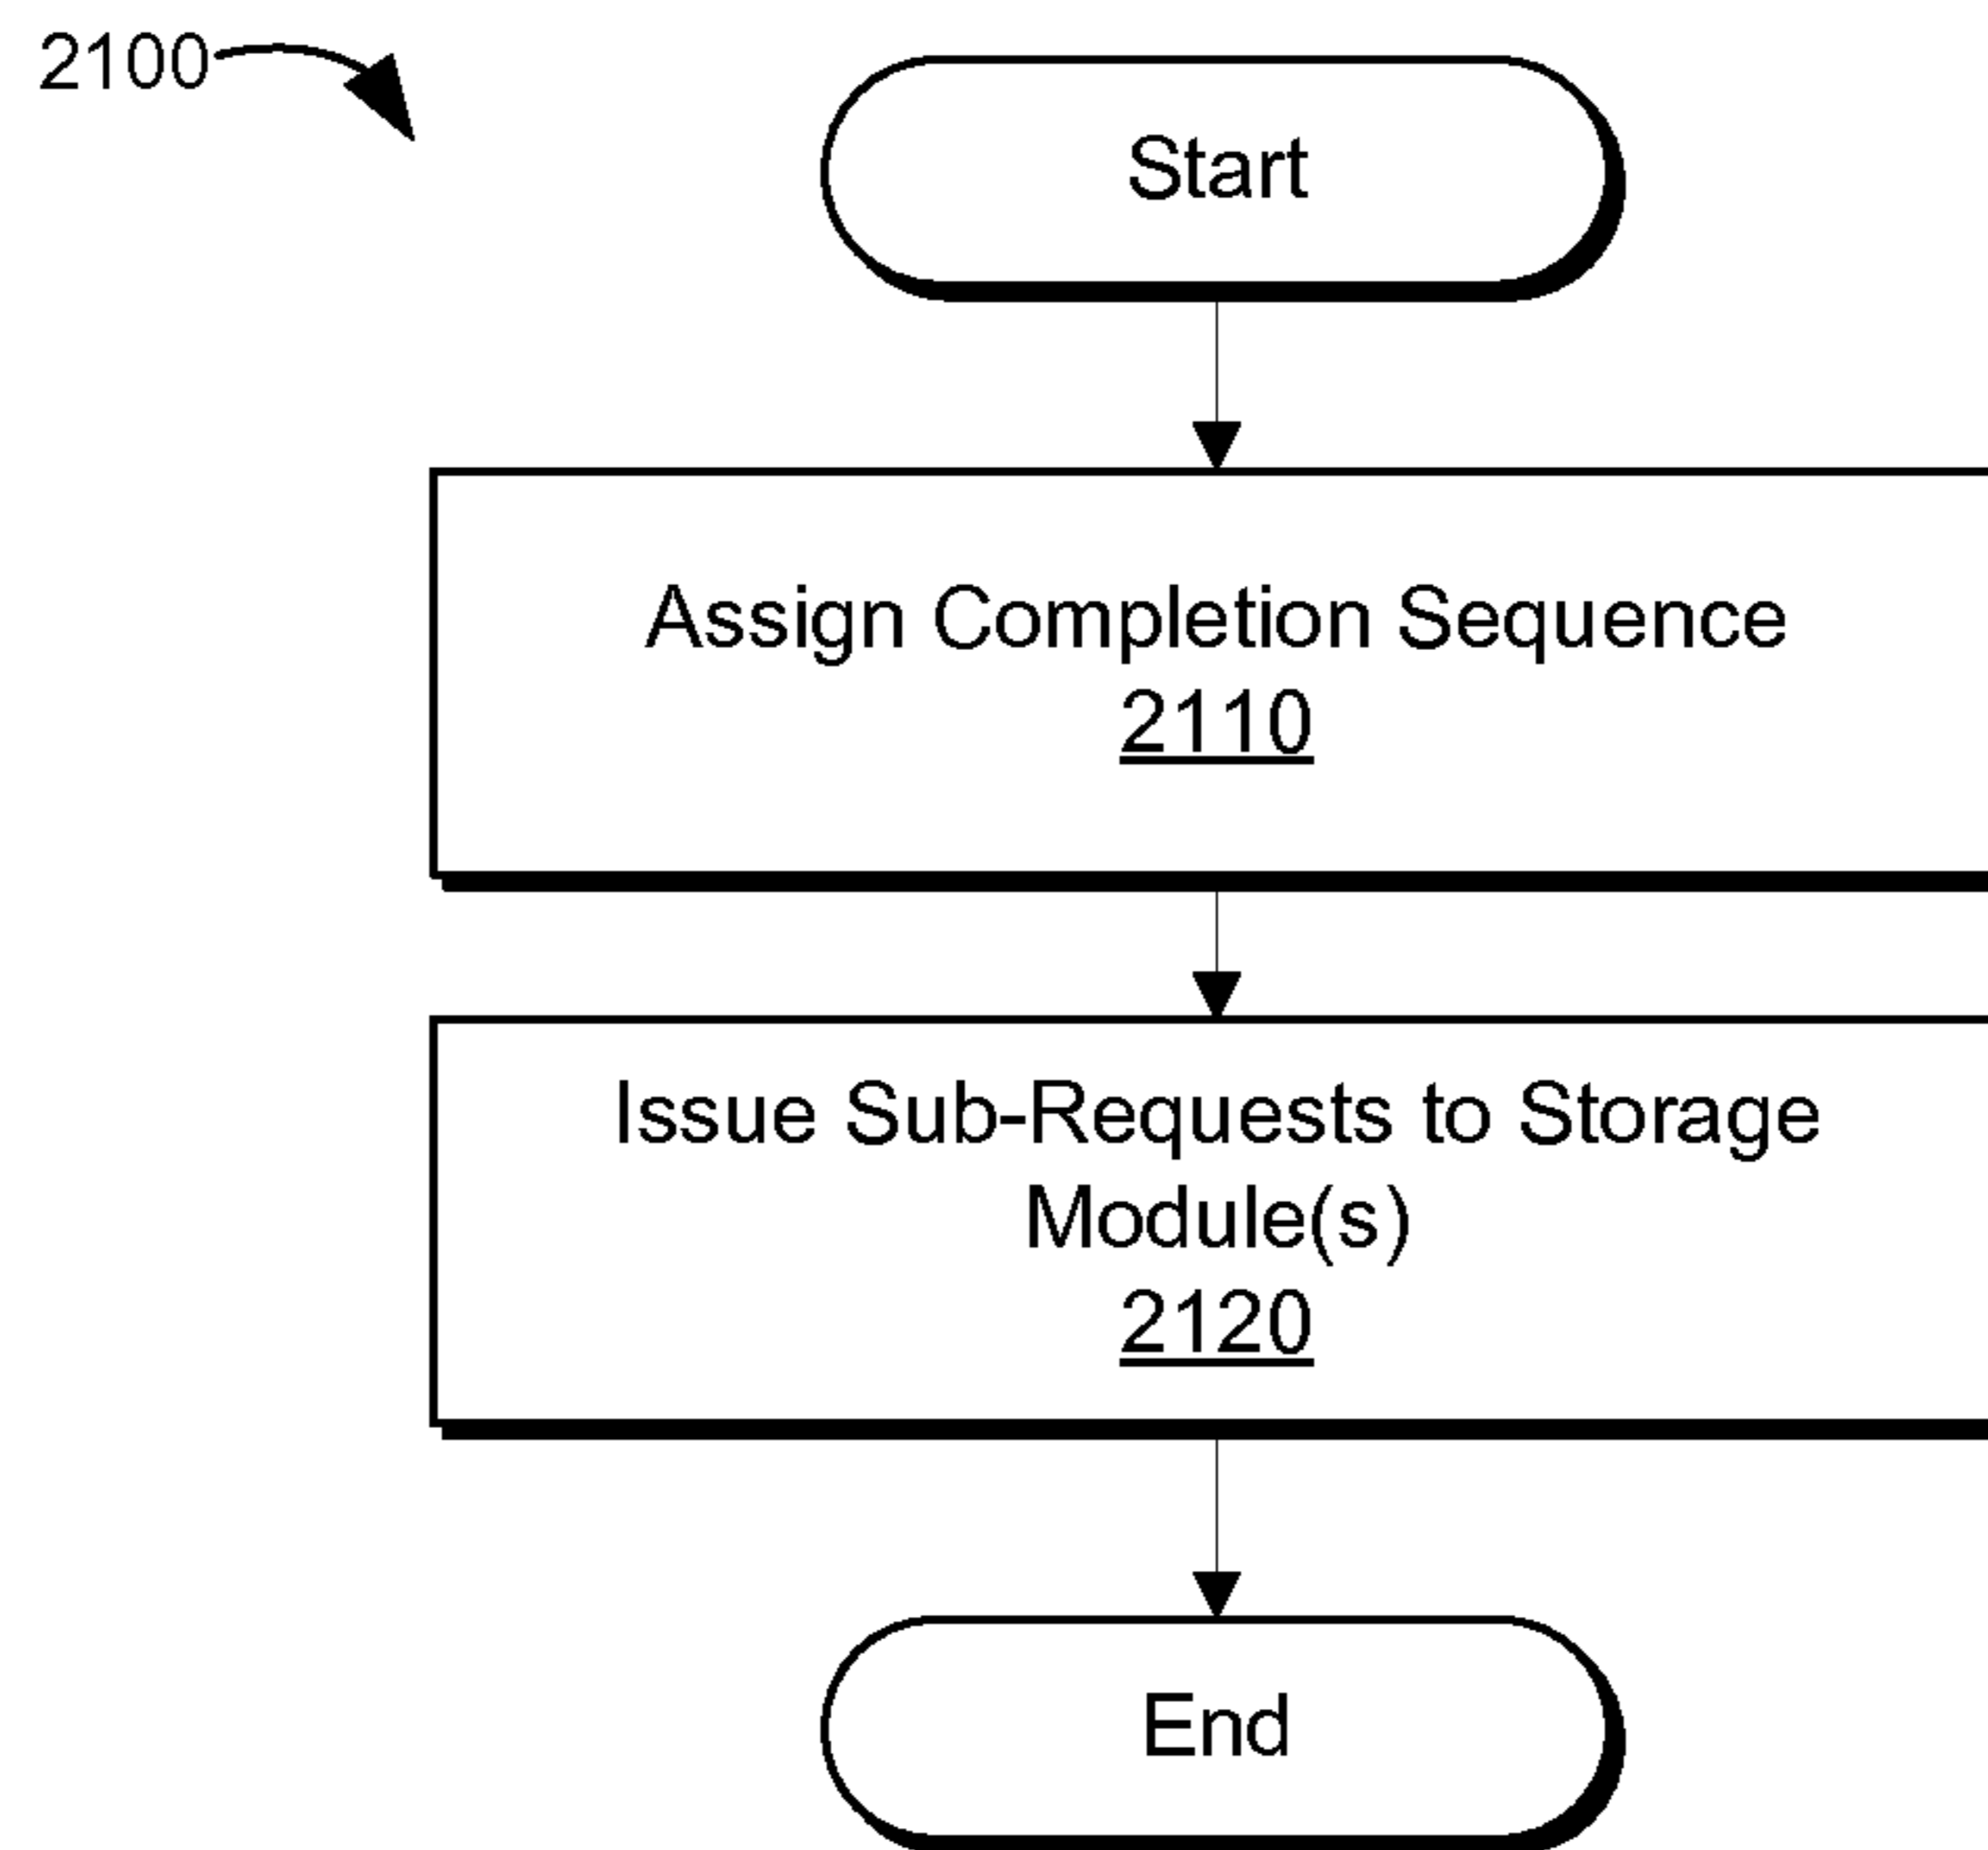 2100
Start
Assign Completion Sequence
2110
Issue Sub-Requests to Storage
Module(s)
2120
End